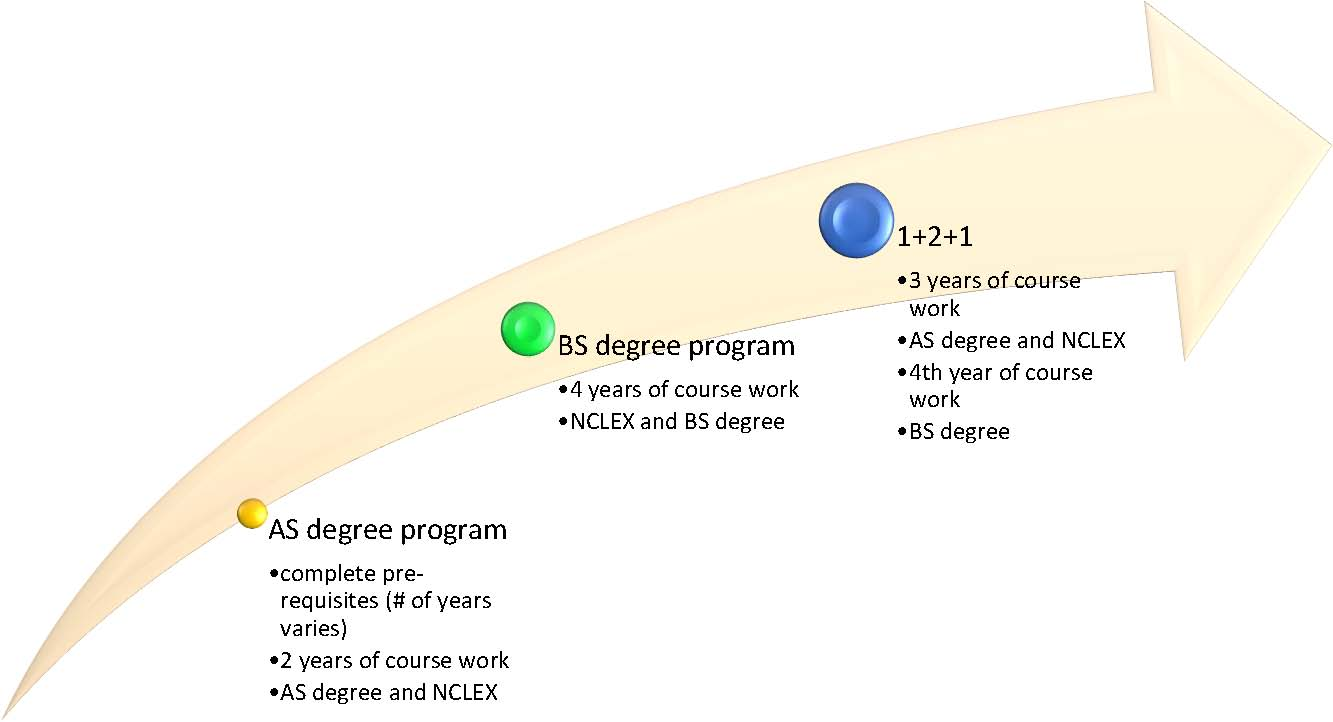 1+2+1
•3 years of course
work
•AS degree and NCLEX
•4th year of course
work
•BS degree
BS degree program
•4 years of course work
•NCLEX and BS degree
AS degree program
•complete pre-
requisites (# of years
varies)
•2 years of course work
•AS degree and NCLEX